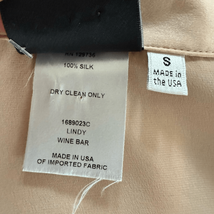 100% SILK
DRY CLEAN ONLY
1689023C
LINDY
WINE BAR
MADE IN USA
OF IMPORTED FABRIC
S
MADE IN
the USA